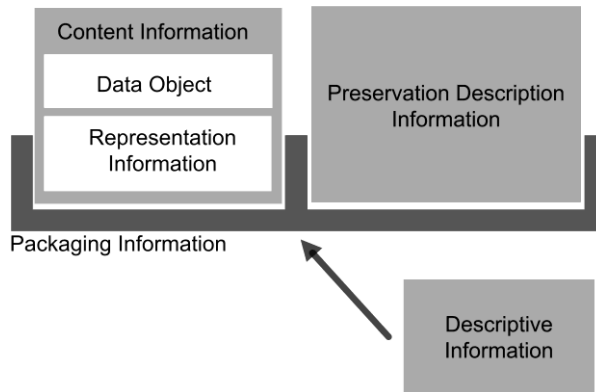 Content Information
Data Object
Representation
Information
Preservation Description
Information
Packaging Information
Descriptive
Information